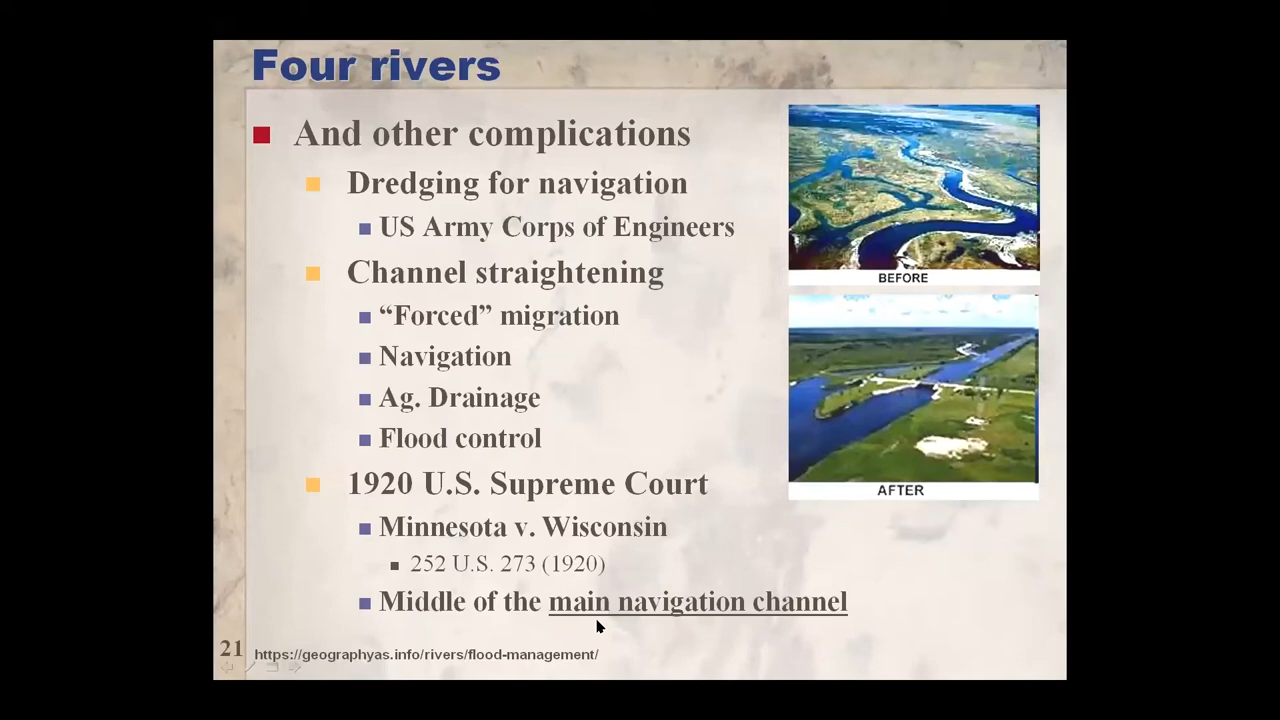 Four rivers
And other complications
Dredging for navigation
US Army Corps of Engineers
Channel straightening
“Forced” migration
Navigation
Ag. Drainage
Flood control
1920 U.S. Supreme Court
Minnesota v. Wisconsin
252 U.S. 273 (1920)
Middle of the main navigation channel
BEFORE
AFTER
21
https://geographyas.info/rivers/flood-management/